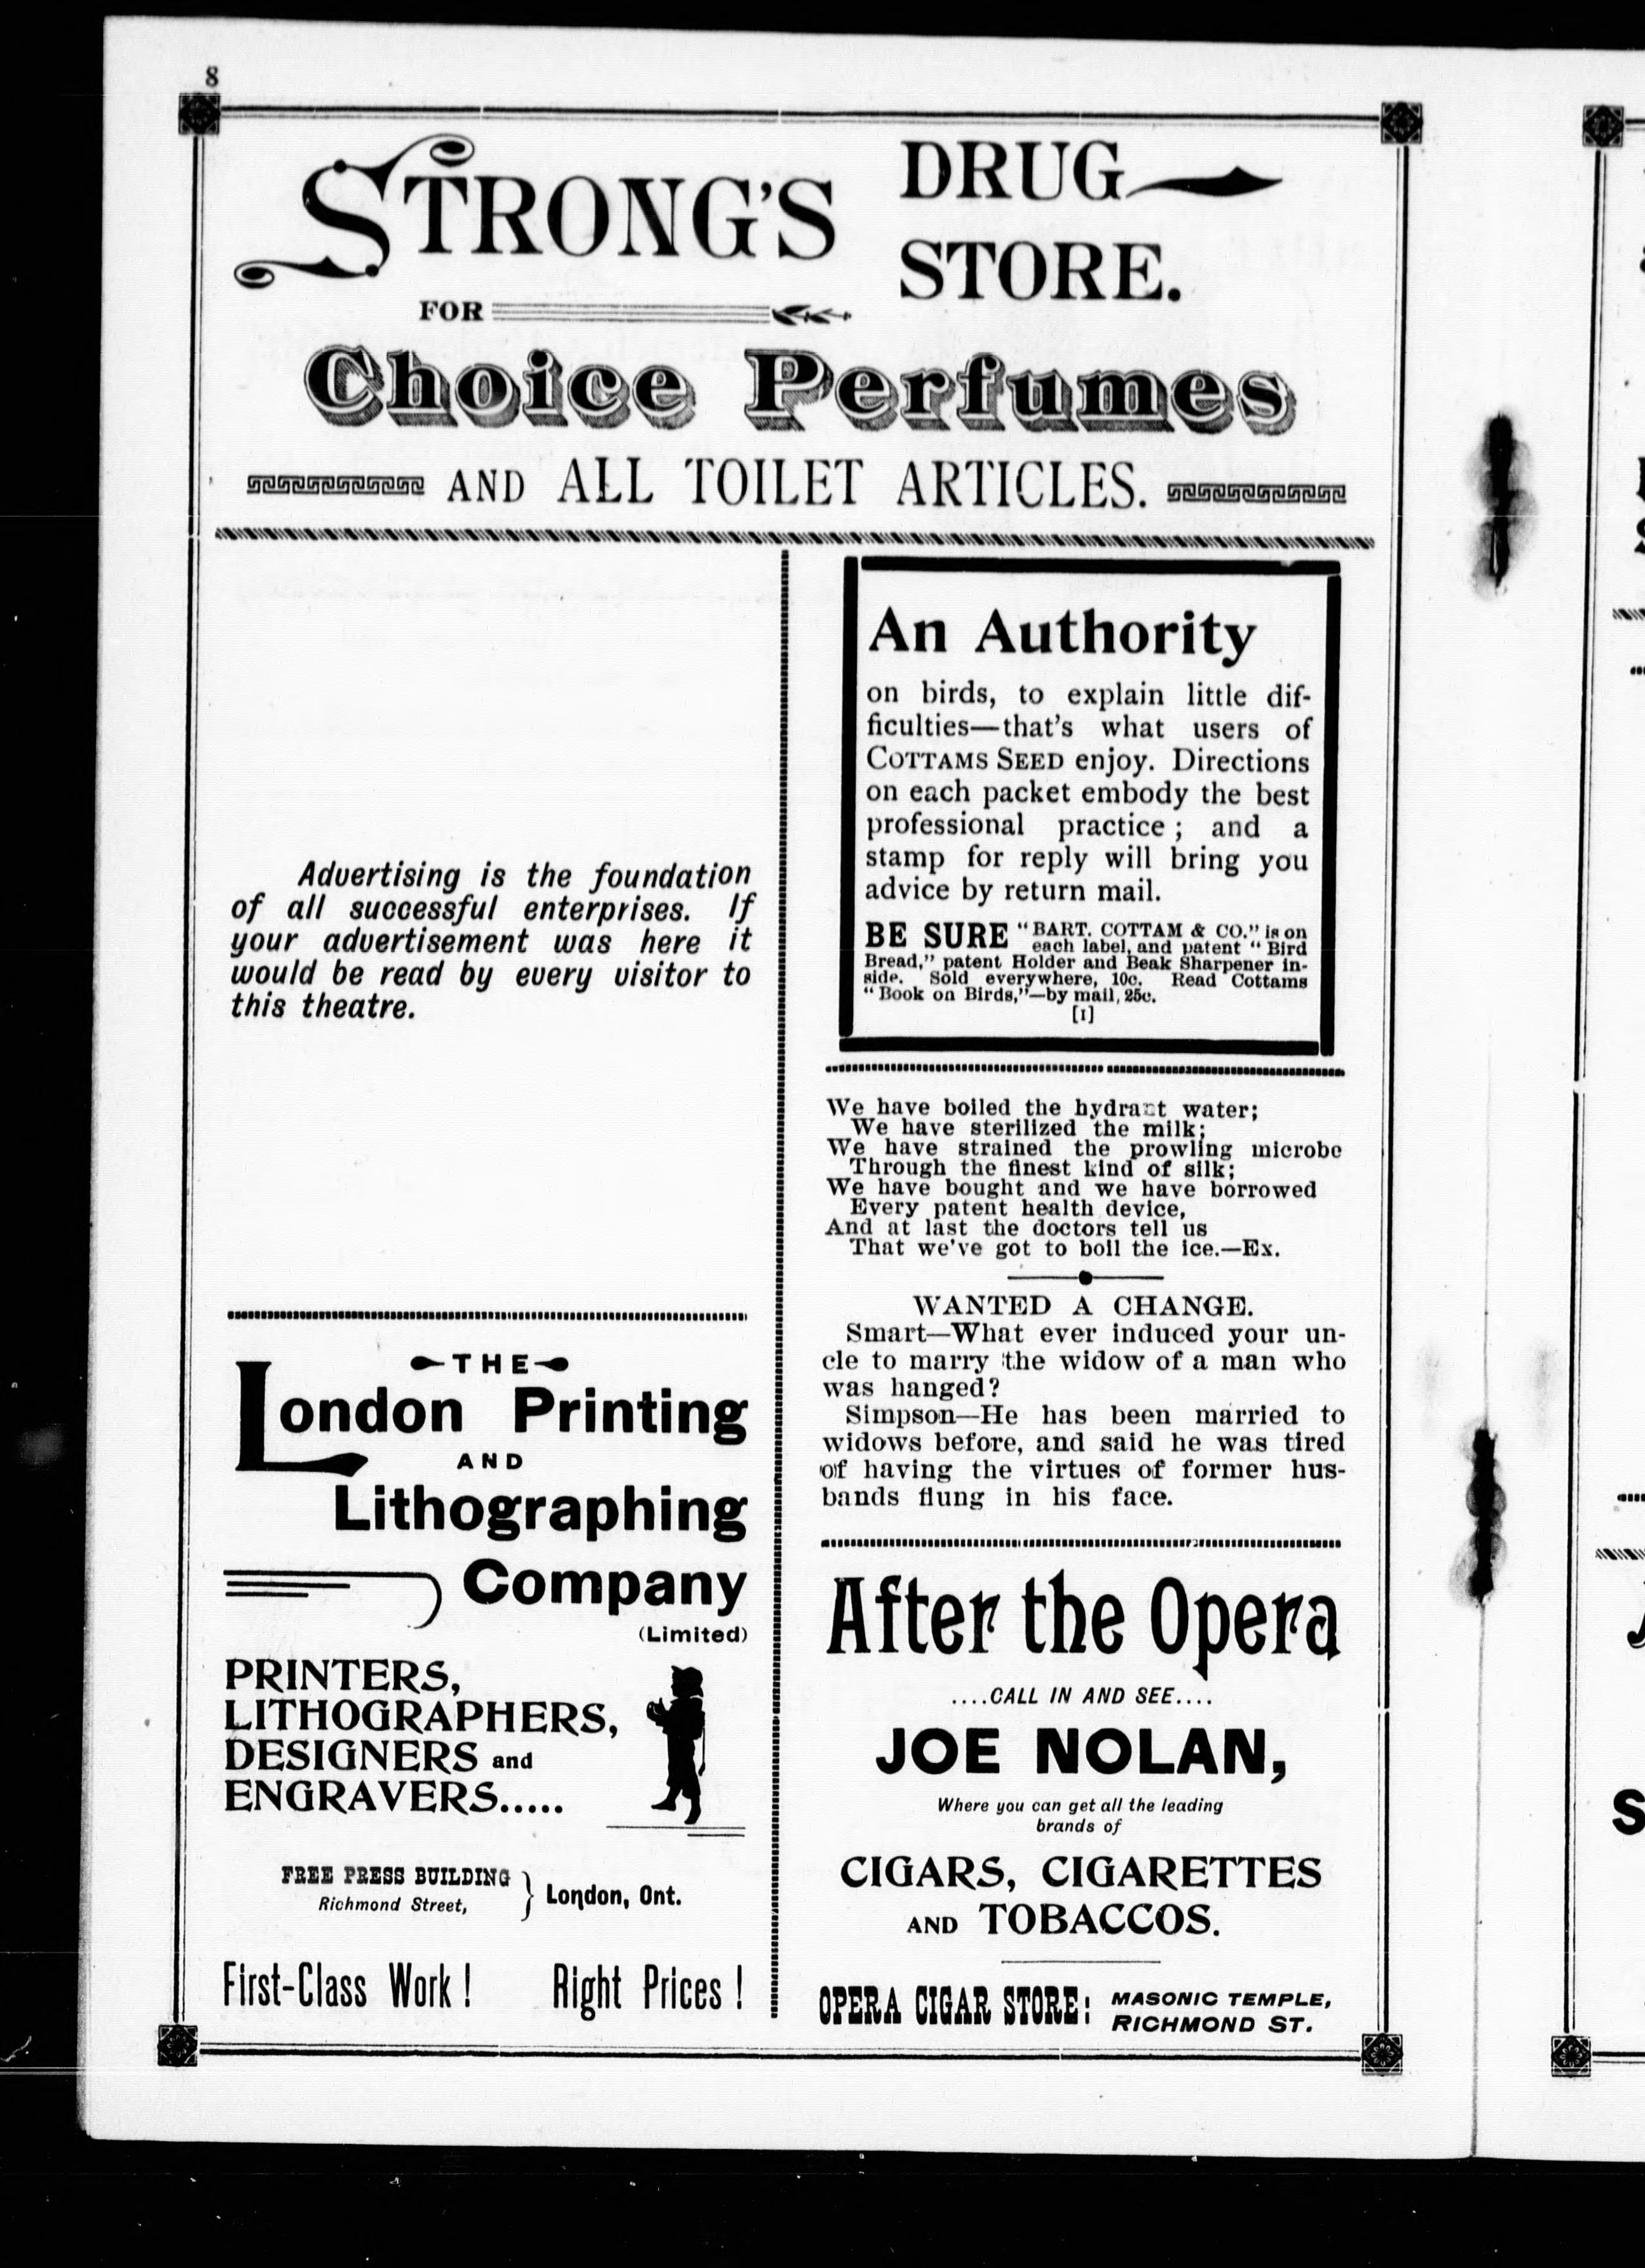 8
STRONG'S DRUG
STORE.
FOR
Choice Perfumes
AND ALL TOILET ARTICLES.
Advertising is the foundation
of all successful enterprises. If
your advertisement was here it
would be read by every visitor to
this theatre.
THE
London Printing
AND
Lithographing
Company
(Limited)
PRINTERS,
LITHOGRAPHERS,
DESIGNERS and
ENGRAVERS.....
FREE PRESS BUILDING
Richmond Street,
} London, Ont.
First-Class Work! Right Prices!
An Authority
on birds, to explain little dif-
ficulties—that's what users of
COTTAMS SEED enjoy. Directions
on each packet embody the best
professional practice; and a
stamp for reply will bring you
advice by return mail.
BE SURE "BART. COTTAM & CO." is on
each label, and patent "Bird
Bread," patent Holder and Beak Sharpener in-
side. Sold everywhere, 10c. Read Cottams
"Book on Birds,"—by mail, 25c.
[1]
We have boiled the hydrant water;
We have sterilized the milk;
We have strained the prowling microbe
Through the finest kind of silk;
We have bought and we have borrowed
Every patent health device,
And at last the doctors tell us
That we've got to boil the ice.—Ex.
WANTED A CHANGE.
Smart—What ever induced your un-
cle to marry the widow of a man who
was hanged?
Simpson—He has been married to
widows before, and said he was tired
of having the virtues of former hus-
bands flung in his face.
After the Opera
....CALL IN AND SEE....
JOE NOLAN,
Where you can get all the leading
brands of
CIGARS, CIGARETTES
AND TOBACCOS.
OPERA CIGAR STORE: MASONIC TEMPLE,
RICHMOND ST.